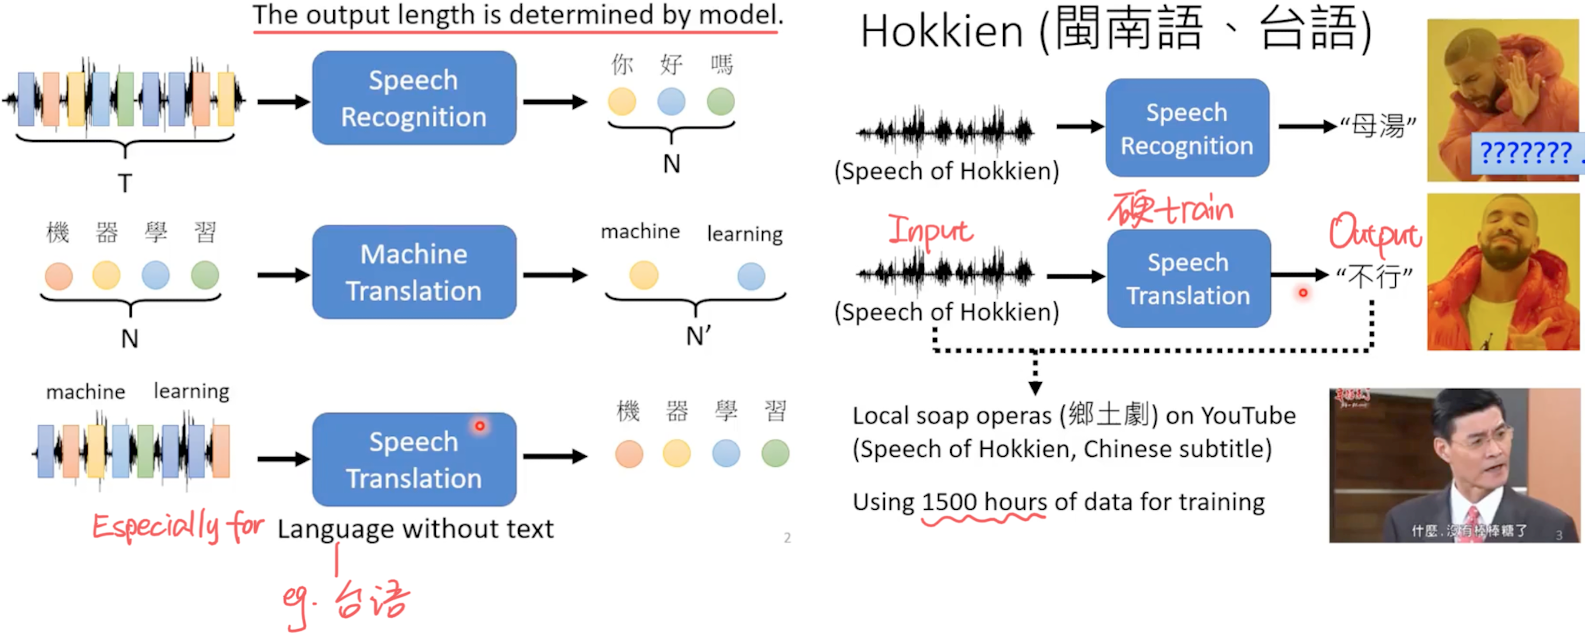 The output length is determined by model.
Speech
Recognition
你 好 嗎
T
N
機 器 學 習
Machine
Translation
machine learning
N
N’
machine learning
Speech
Translation
機 器 學 習
Especially for
Language without text
eg. 台语
2
Hokkien (閩南語、台語)
Speech
Recognition
“母湯”
(Speech of Hokkien)
??????? .
Input
硬train
Output
Speech
Translation
“不行”
(Speech of Hokkien)
Local soap operas (鄉土劇) on YouTube
(Speech of Hokkien, Chinese subtitle)
Using 1500 hours of data for training
什麼.沒有棒棒糖了
3